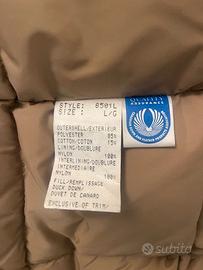 STYLE: 8501L
SIZE : L/G
OUTERSHELL/EXTERIEUR
POLYESTER 85%
COTTON/COTON 15%
LINING/DOUBLURE
NYLON 100%
INTERLINING/DOUBLURE
INTERMEDIAIRE
NYLON 100%
FILL/REMPLISSAGE
DUCK DOWN/
DUVET DE CANARD
EXCLUSIVE OF TRIM/
QUALITY
ASSURANCE
subito